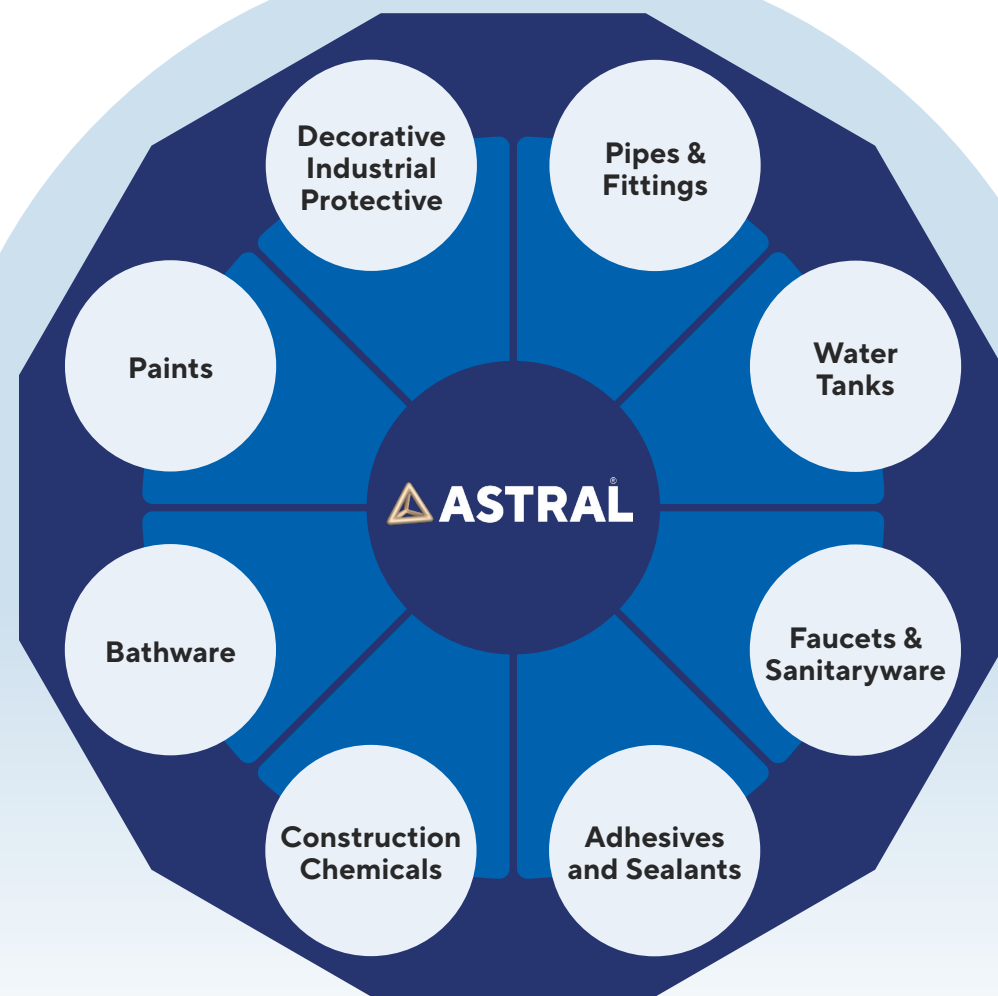 Decorative
Industrial
Protective
Pipes &
Fittings
Water
Tanks
Faucets &
Sanitaryware
Adhesives
and Sealants
Construction
Chemicals
Bathware
Paints
ASTRAL®